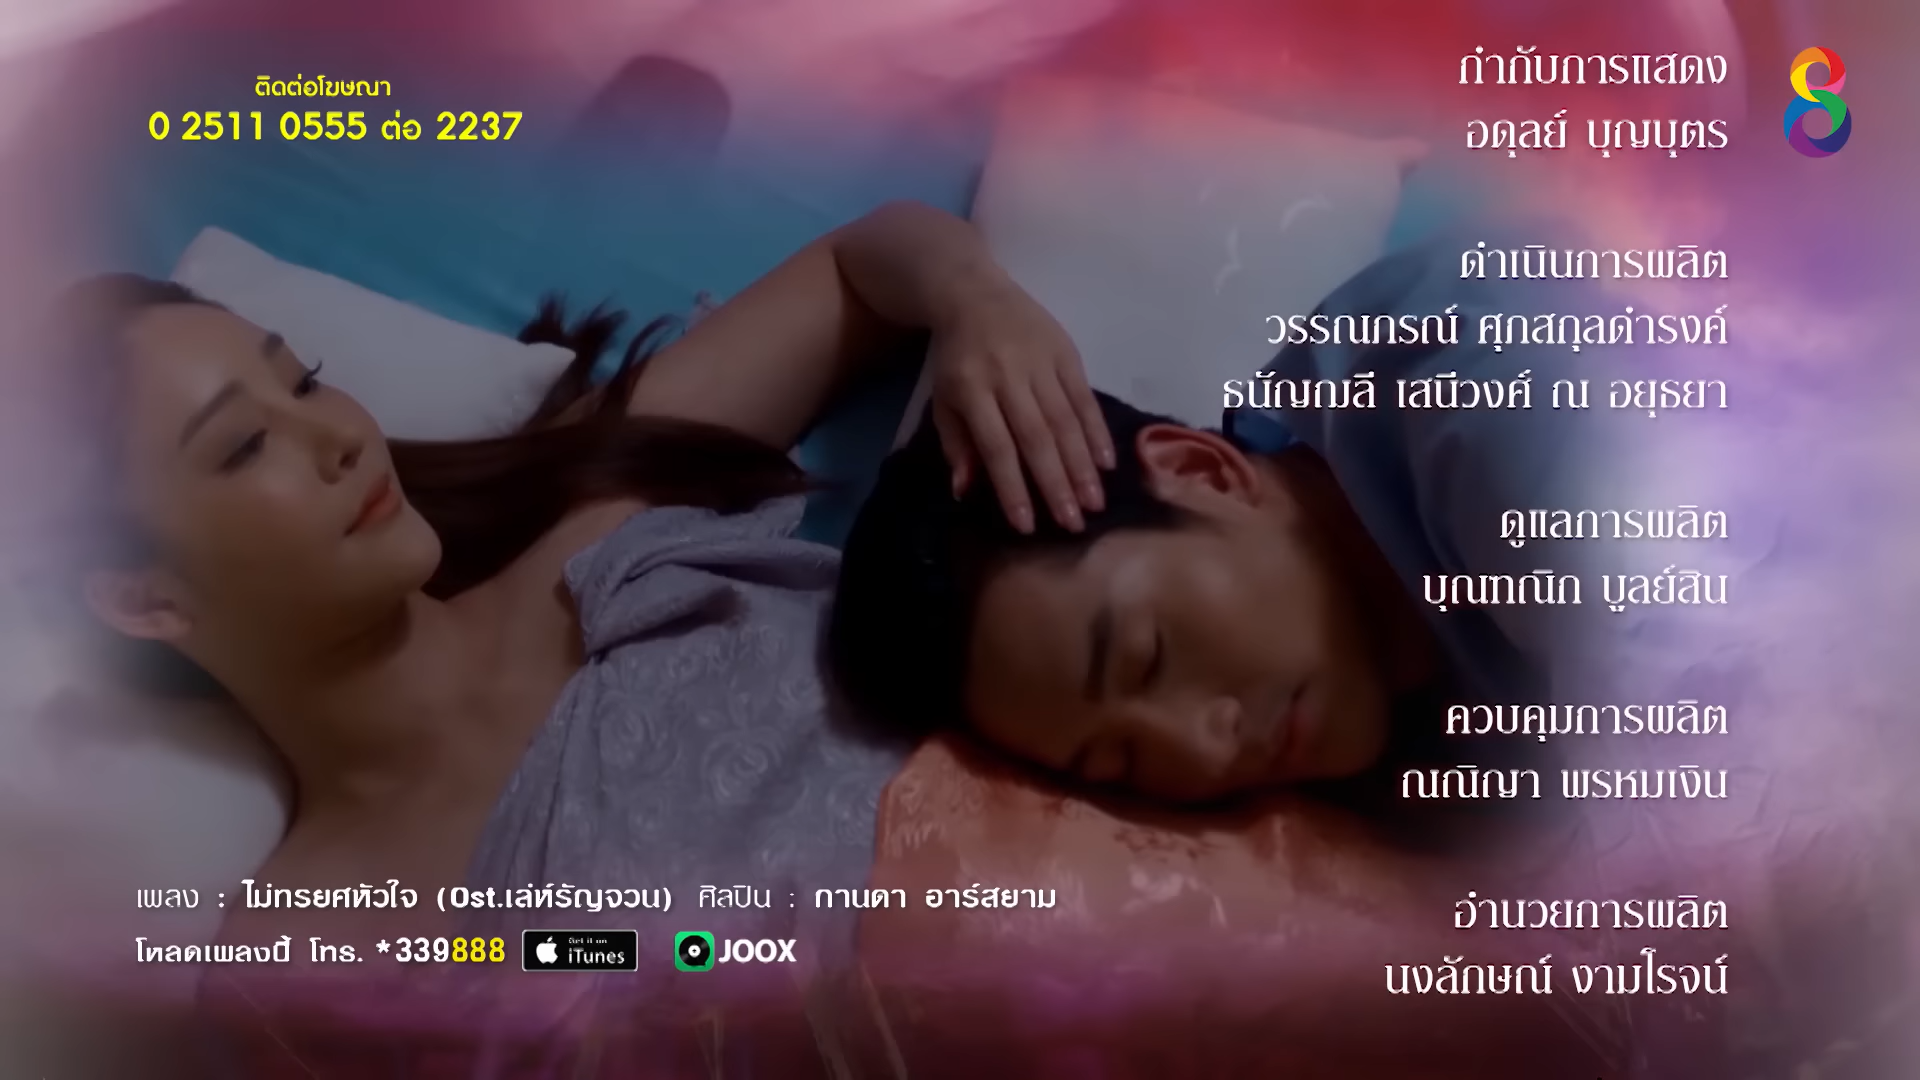 ติดต่อโฆษณา
0 2511 0555 ต่อ 2237
กำกับการแสดง
อดุลย์ บุญบุตร
ดำเนินการผลิต
วรรณภรณ์ ศุภสกุลดำรงค์
ธนัญฌลี เสนีวงศ์ ณ อยุธยา
ดูแลการผลิต
บุณฑณิก บูลย์สิน
ควบคุมการผลิต
ณณิญา พรหมเงิน
อำนวยการผลิต
นงลักษณ์ งามโรจน์
เพลง : ไม่ทรยศหัวใจ (Ost.เล่ห์รัญจวน) ศิลปิน : กานดา อาร์สยาม
โหลดเพลงนี้ โทร. *339888 Get it on iTunes JOOX
8